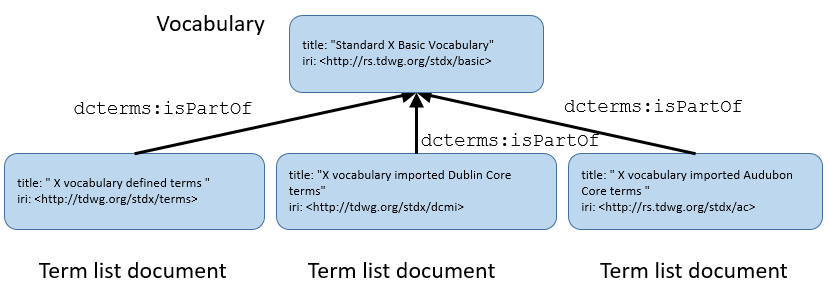 Vocabulary
title: "Standard X Basic Vocabulary"
iri: <http://rs.tdwg.org/stdx/basic>
dcterms:isPartOf
dcterms:isPartOf
dcterms:isPartOf
title: " X vocabulary defined terms "
iri: <http://tdwg.org/stdx/terms>
title: "X vocabulary imported Dublin Core
terms"
iri: <http://tdwg.org/stdx/dcmi>
title: " X vocabulary imported Audubon
Core terms "
iri: <http://rs.tdwg.org/stdx/ac>
Term list document
Term list document
Term list document